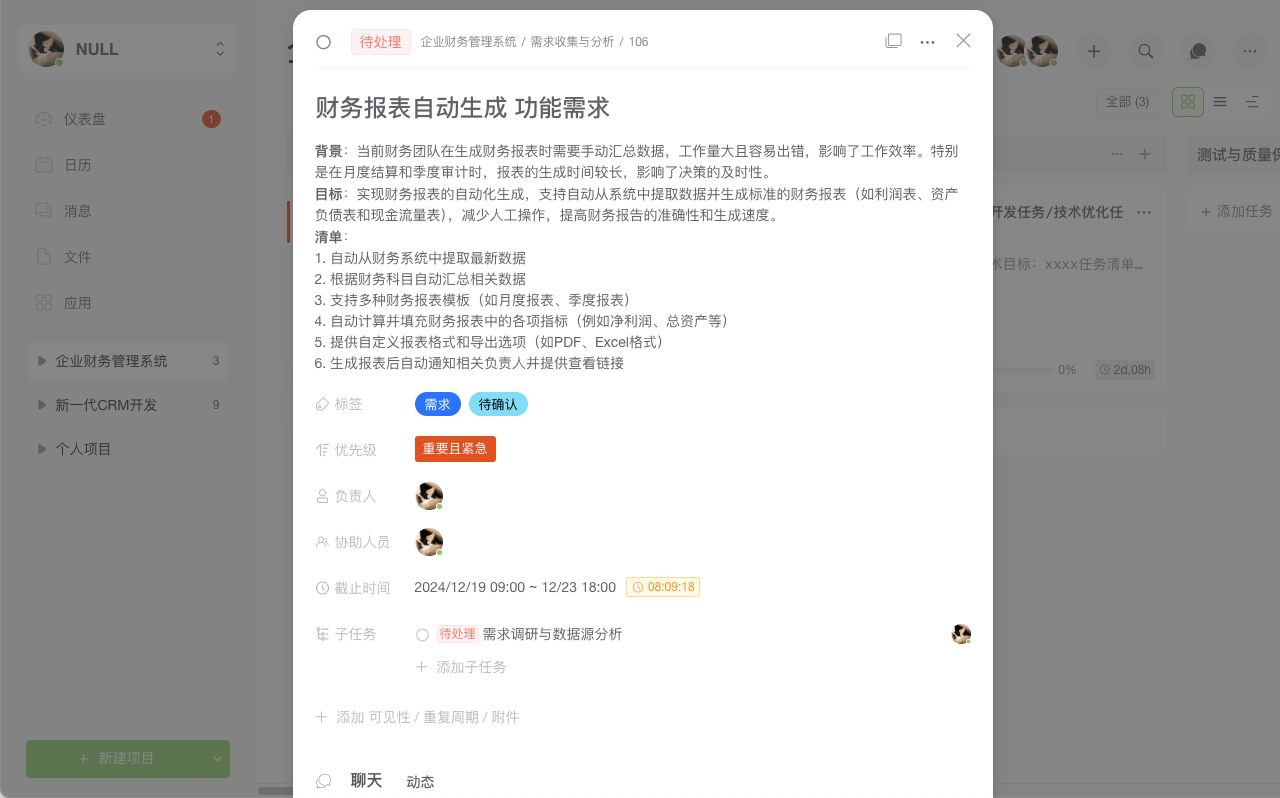 NULL
仪表盘
1
日历
消息
文件
应用
企业财务管理系统
3
新一代CRM开发
9
个人项目
+ 新建项目
待处理
企业财务管理系统 / 需求收集与分析 / 106
财务报表自动生成 功能需求
背景：当前财务团队在生成财务报表时需要手动汇总数据，工作量大且容易出错，影响了工作效率。特别
是在月度结算和季度审计时，报表的生成时间较长，影响了决策的及时性。
目标：实现财务报表的自动化生成，支持自动从系统中提取数据并生成标准的财务报表（如利润表、资产
负债表和现金流量表），减少人工操作，提高财务报告的准确性和生成速度。
清单：
1. 自动从财务系统中提取最新数据
2. 根据财务科目自动汇总相关数据
3. 支持多种财务报表模板（如月度报表、季度报表）
4. 自动计算并填充财务报表中的各项指标（例如净利润、总资产等）
5. 提供自定义报表格式和导出选项（如PDF、Excel格式）
6. 生成报表后自动通知相关负责人并提供查看链接
标签
需求
待确认
优先级
重要且紧急
负责人
协助人员
截止时间
2024/12/19 09:00 ~ 12/23 18:00
08:09:18
子任务
待处理 需求调研与数据源分析
+ 添加子任务
+ 添加 可见性 / 重复周期 / 附件
聊天
动态
全部 (3)
测试与质量保
开发任务/技术优化任
+ 添加任务
术目标：xxxx任务清单...
0%
2d,08h